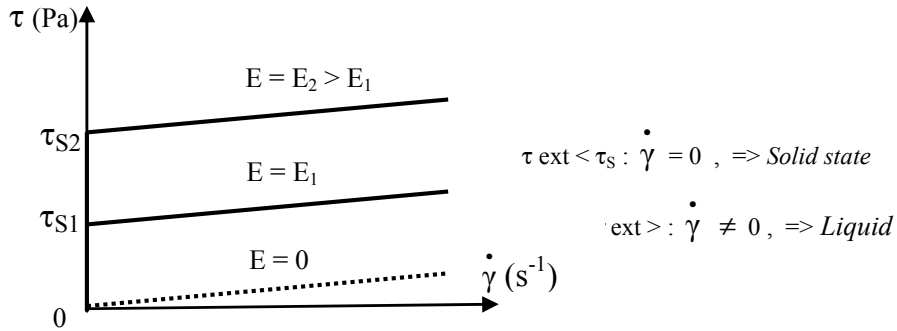 τ (Pa)
E = E₂ > E₁
τS2
τ ext < τS : γ̇ = 0 , => Solid state
E = E₁
τS1
ext > : γ̇ ≠ 0 , => Liquid
E = 0
γ̇ (s⁻¹)
0